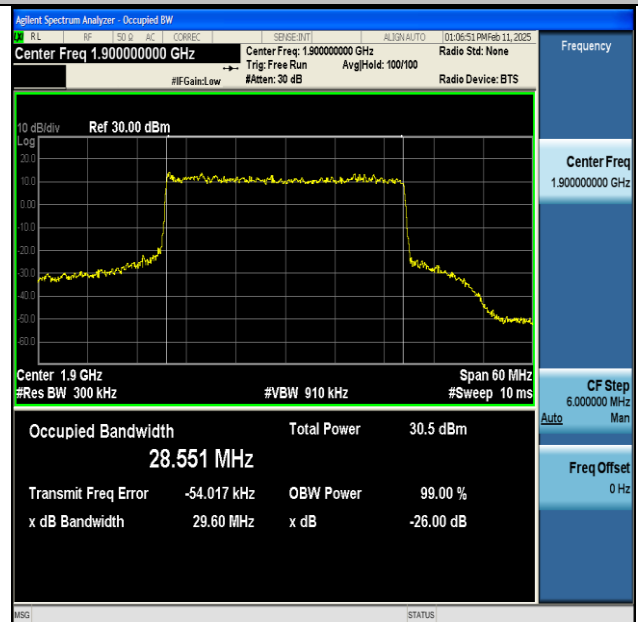 Agilent Spectrum Analyzer - Occupied BW
LXI RL RF 50 Ω AC CORREC SENSE:INT ALIGN AUTO 01:06:51 PM Feb 11, 2025
Center Freq 1.900000000 GHz
Center Freq: 1.900000000 GHz
Radio Std: None
Trig: Free Run Avg|Hold: 100/100
#IFGain:Low #Atten: 30 dB Radio Device: BTS
10 dB/div Ref 30.00 dBm
Log
20.0
10.0
0.00
-10.0
-20.0
-30.0
-40.0
-50.0
-60.0
Center 1.9 GHz Span 60 MHz
#Res BW 300 kHz #VBW 910 kHz #Sweep 10 ms
Occupied Bandwidth Total Power 30.5 dBm
28.551 MHz
Transmit Freq Error -54.017 kHz OBW Power 99.00 %
x dB Bandwidth 29.60 MHz x dB -26.00 dB
MSG STATUS
Frequency
Center Freq
1.900000000 GHz
CF Step
6.000000 MHz
Auto Man
Freq Offset
0 Hz